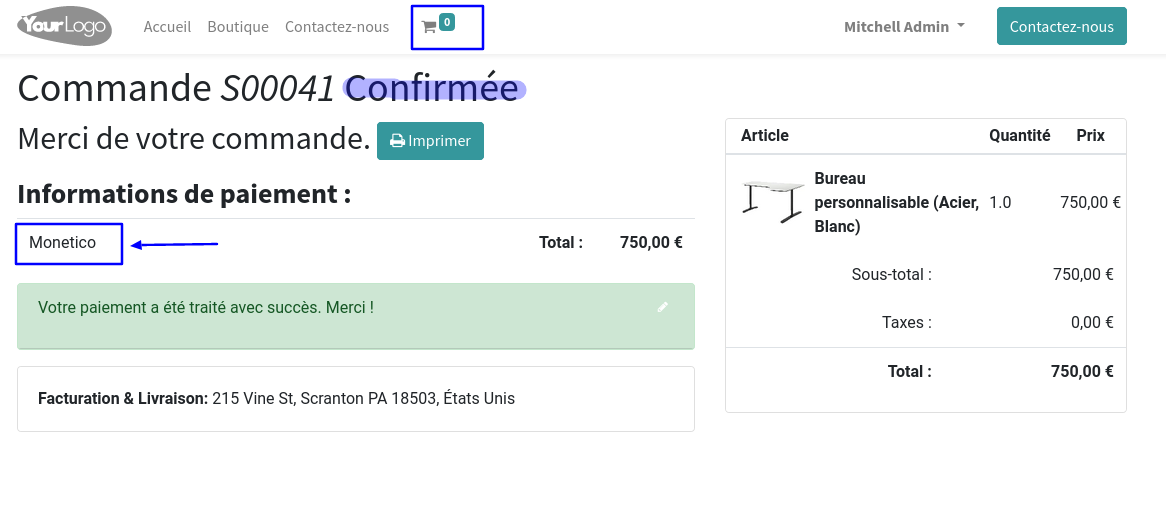 YourLogo Accueil Boutique Contactez-nous 0 Mitchell Admin Contactez-nous
Commande S00041 Confirmée
Merci de votre commande. Imprimer
Informations de paiement :
Monetico Total : 750,00 €
Votre paiement a été traité avec succès. Merci !
Facturation & Livraison: 215 Vine St, Scranton PA 18503, États Unis
Article Quantité Prix
Bureau
personnalisable (Acier, 1.0 750,00 €
Blanc)
Sous-total : 750,00 €
Taxes : 0,00 €
Total : 750,00 €